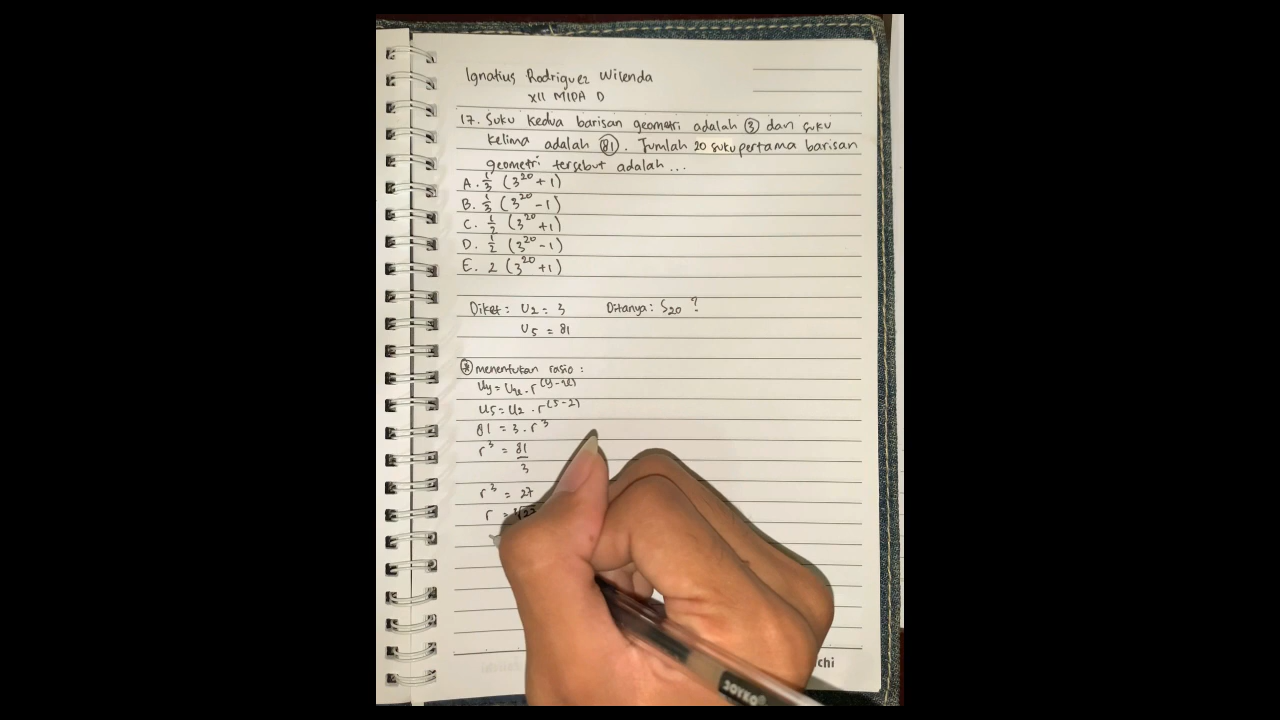 Ignatius Rodriguez Wisenda
XII MIPA D
17. Suku kedua barisan geometri adalah 3 dan suku
kelima adalah 81. Jumlah 20 suku pertama barisan
geometri tersebut adalah ...
A. 1/3 (3^20 + 1)
B. 1/3 (3^20 - 1)
C. 1/2 (3^20 + 1)
D. 1/2 (3^20 - 1)
E. 2 (3^20 + 1)
Diket : U2 = 3 Ditanya : S20 ?
U5 = 81
* menentukan rasio :
Uy = Ux . r^(y-x)
U5 = U2 . r^(5-2)
81 = 3 . r^3
r^3 = 81/3
r^3 = 27
r =
JOYKO
chi